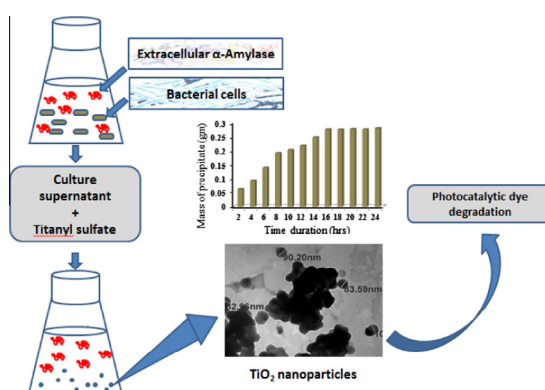 Extracellular α-Amylase
Bacterial cells
Mass of precipitate (gm)
0.3
0.25
0.2
0.15
0.1
0.05
0
2 4 6 8 10 12 14 16 18 20 22 24
Time duration (hrs)
Culture
supernatant
+
Titanyl sulfate
Photocatalytic dye
degradation
90.20nm
63.59nm
TiO₂ nanoparticles